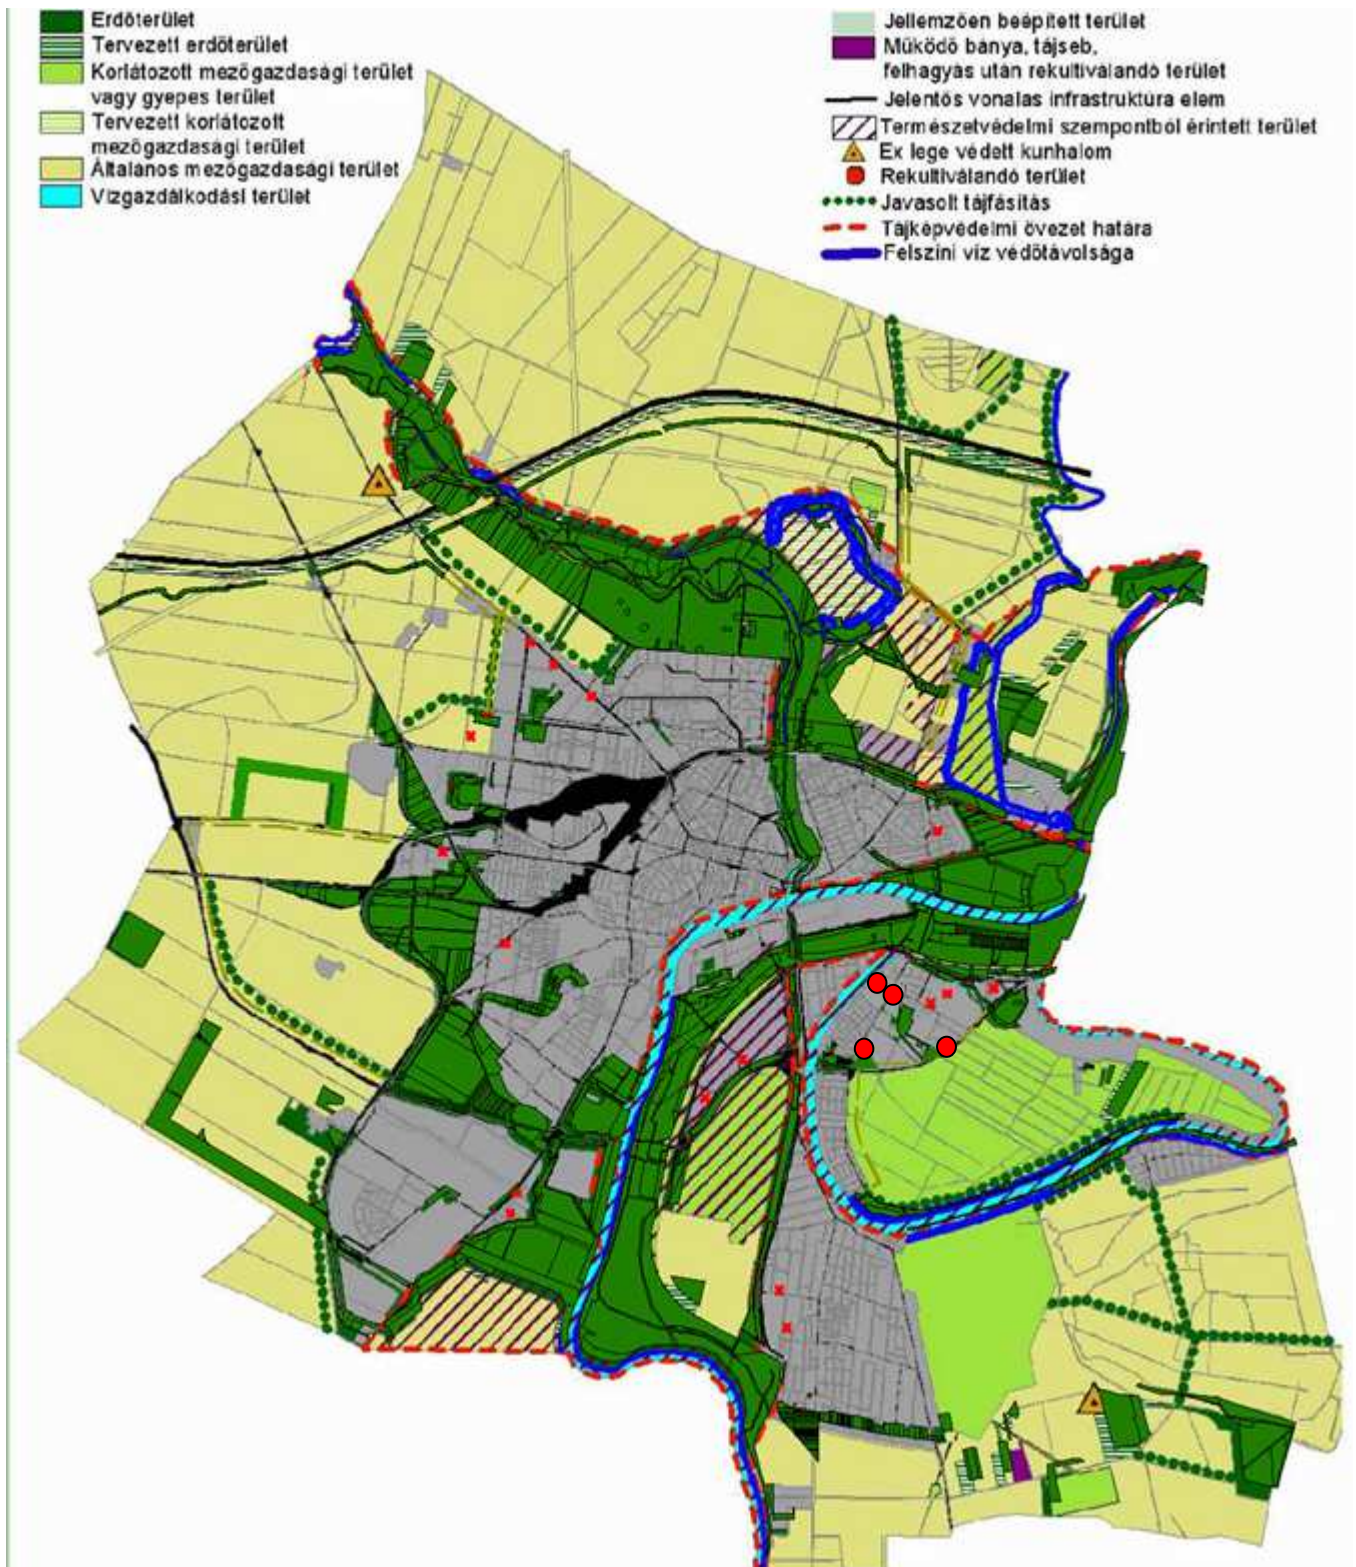 Erdőterület
Tervezett erdőterület
Korlátozott mezőgazdasági terület
vagy gyepes terület
Tervezett korlátozott
mezőgazdasági terület
Általános mezőgazdasági terület
Vízgazdálkodási terület
Jellemzően beépített terület
Működő bánya, tájseb,
felhagyás után rekultiválandó terület
Jelentős vonalas infrastruktúra elem
Természetvédelmi szempontból érintett terület
Ex lege védett kunhalom
Rekultiválandó terület
Javasolt tájfásítás
Tájképvédelmi övezet határa
Felszíni víz védőtávolsága